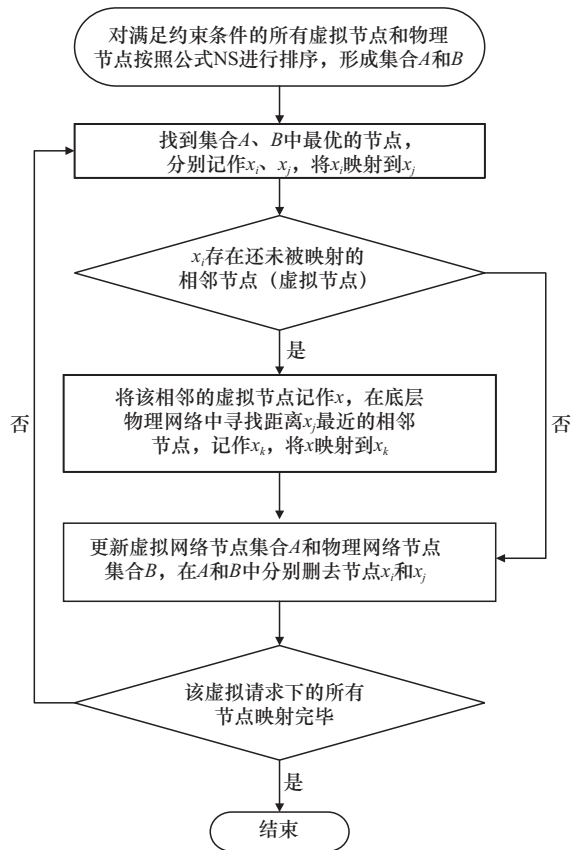 对满足约束条件的所有虚拟节点和物理
节点按照公式NS进行排序，形成集合A和B
找到集合A、B中最优的节点，
分别记作xᵢ、xⱼ，将xᵢ映射到xⱼ
xᵢ存在还未被映射的
相邻节点（虚拟节点）
是
将该相邻的虚拟节点记作x，在底层
物理网络中寻找距离xⱼ最近的相邻
节点，记作xₖ，将x映射到xₖ
否
否
更新虚拟网络节点集合A和物理网络节点
集合B，在A和B中分别删去节点xᵢ和xⱼ
该虚拟请求下的所有
节点映射完毕
是
结束